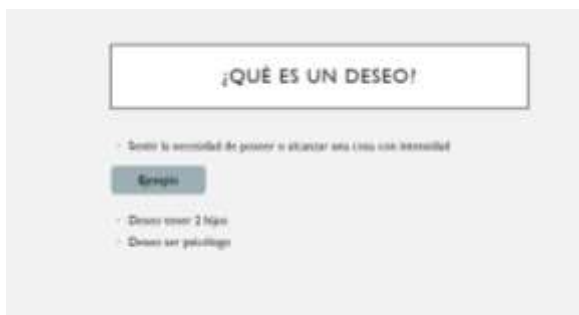 ¿QUÉ ES UN DESEO?
Sentir la necesidad de poseer o alcanzar una cosa con intensidad
Ejemplo
Deseo tener 2 hijos
Deseo ser psicólogo